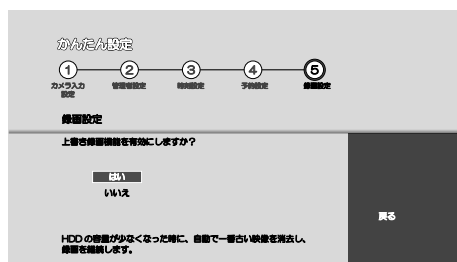 かんたん設定
1
2
3
4
5
カメラ入力
設定
管理者設定
時刻設定
予約設定
録画設定
録画設定
上書き録画機能を有効にしますか?
はい
いいえ
戻る
HDDの容量が少なくなった時に、自動で一番古い映像を消去し、
録画を継続します。